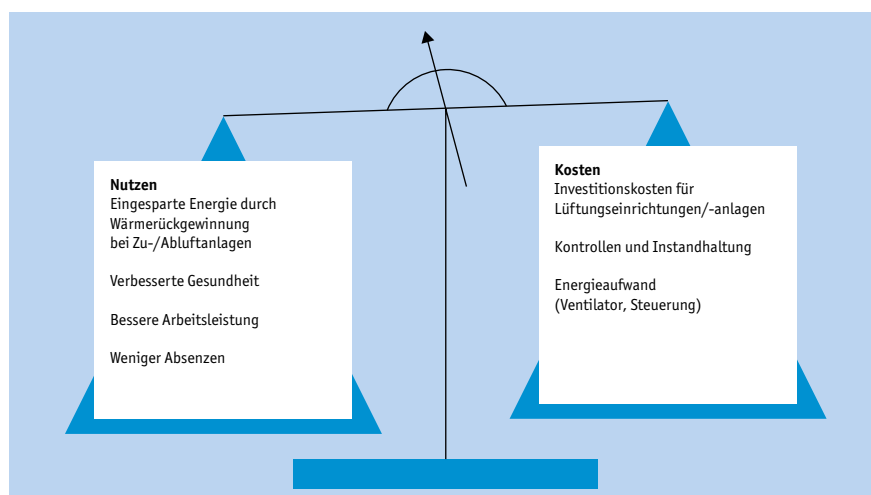 Nutzen
Eingesparte Energie durch
Wärmerückgewinnung
bei Zu-/Abluftanlagen
Verbesserte Gesundheit
Bessere Arbeitsleistung
Weniger Absenzen
Kosten
Investitionskosten für
Lüftungseinrichtungen/-anlagen
Kontrollen und Instandhaltung
Energieaufwand
(Ventilator, Steuerung)